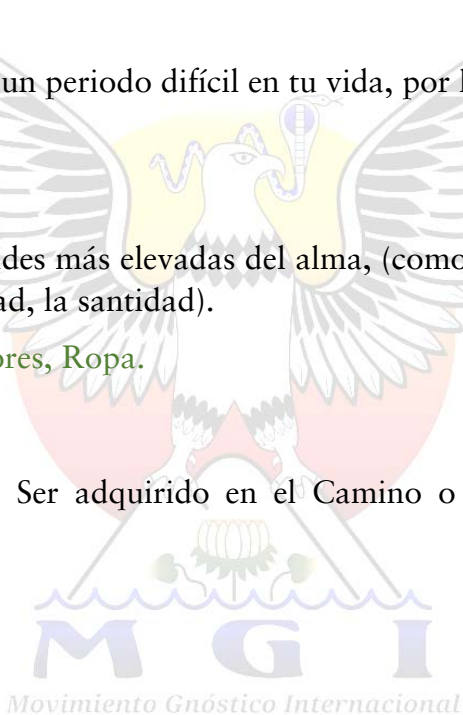 un periodo difícil en tu vida, por
des más elevadas del alma, (como
ad, la santidad).
ores, Ropa.
Ser adquirido en el Camino o
M G I
Movimiento Gnóstico Internacional